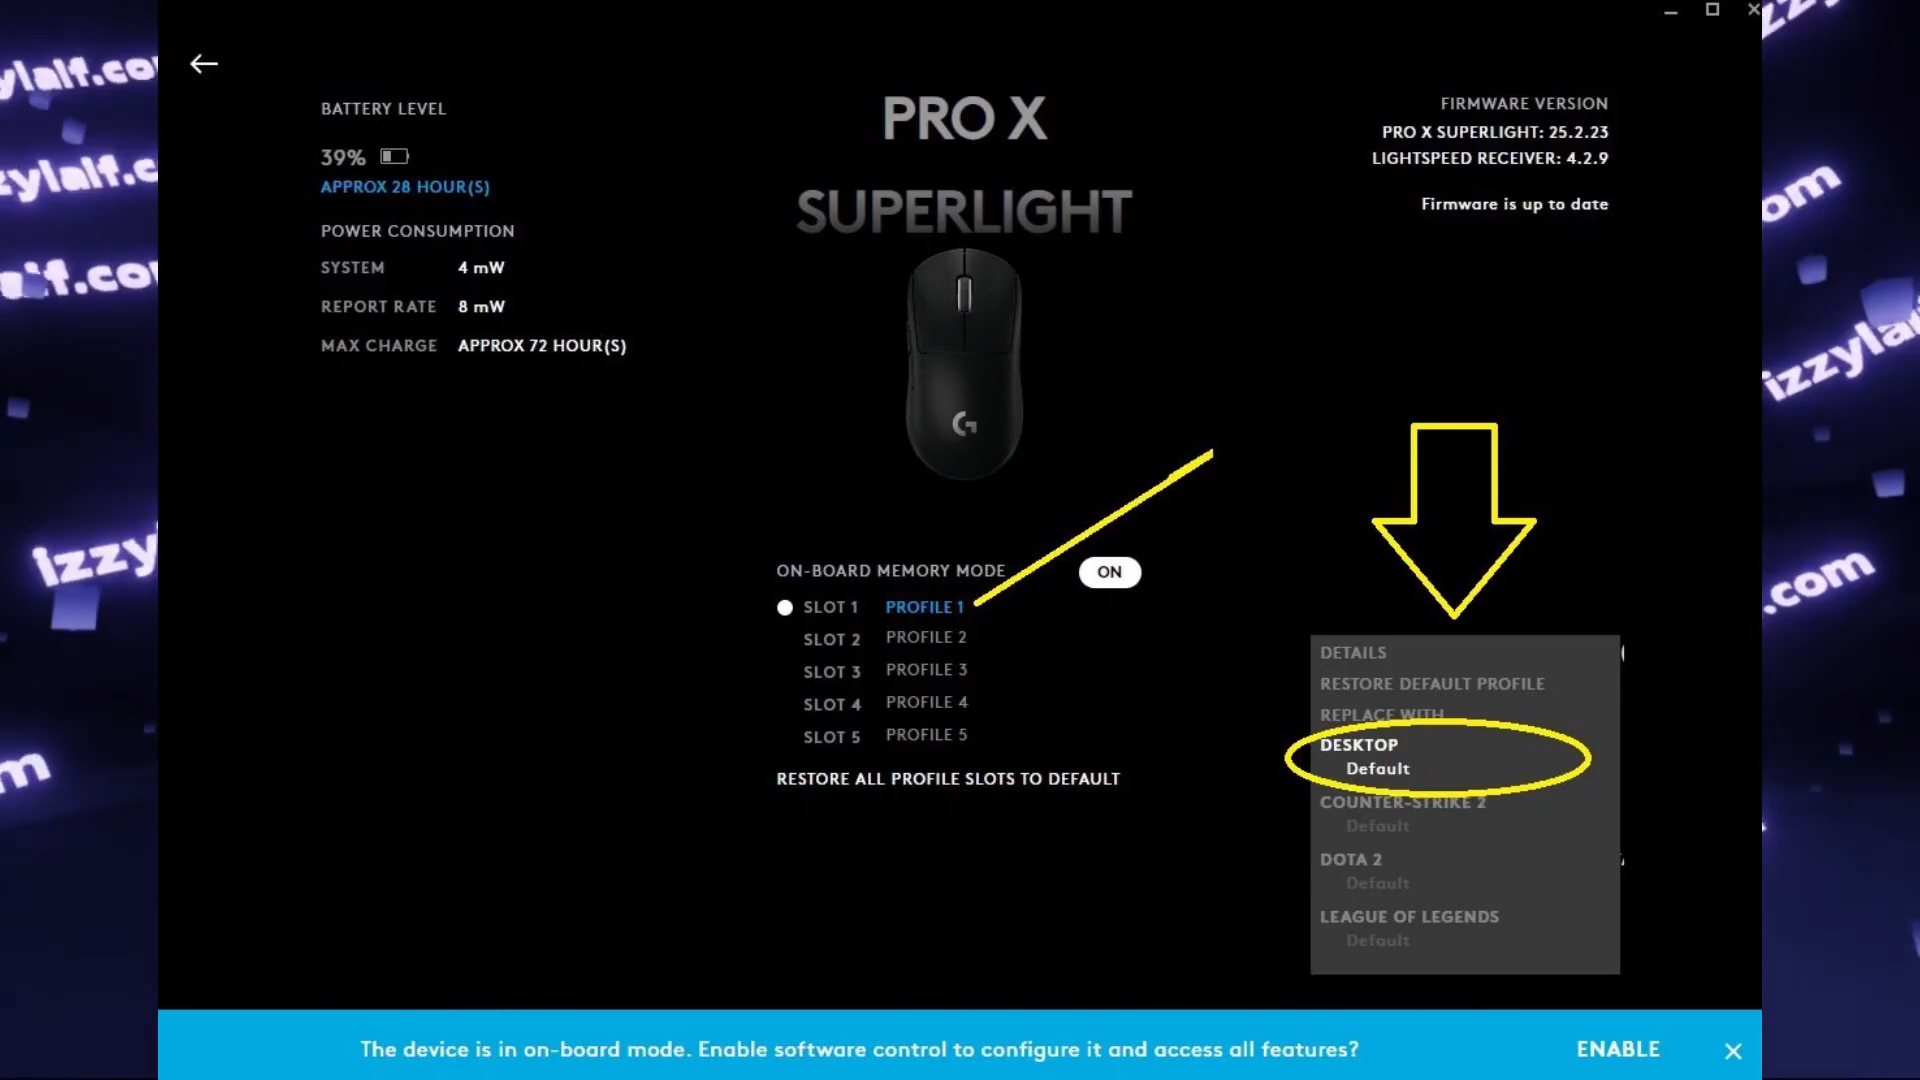 BATTERY LEVEL
39%
APPROX 28 HOUR(S)
POWER CONSUMPTION
SYSTEM 4 mW
REPORT RATE 8 mW
MAX CHARGE APPROX 72 HOUR(S)
PRO X
SUPERLIGHT
FIRMWARE VERSION
PRO X SUPERLIGHT: 25.2.23
LIGHTSPEED RECEIVER: 4.2.9
Firmware is up to date
ON-BOARD MEMORY MODE ON
SLOT 1 PROFILE 1
SLOT 2 PROFILE 2
SLOT 3 PROFILE 3
SLOT 4 PROFILE 4
SLOT 5 PROFILE 5
RESTORE ALL PROFILE SLOTS TO DEFAULT
DETAILS
RESTORE DEFAULT PROFILE
REPLACE WITH
DESKTOP
Default
COUNTER-STRIKE 2
Default
DOTA 2
Default
LEAGUE OF LEGENDS
Default
The device is in on-board mode. Enable software control to configure it and access all features?
ENABLE